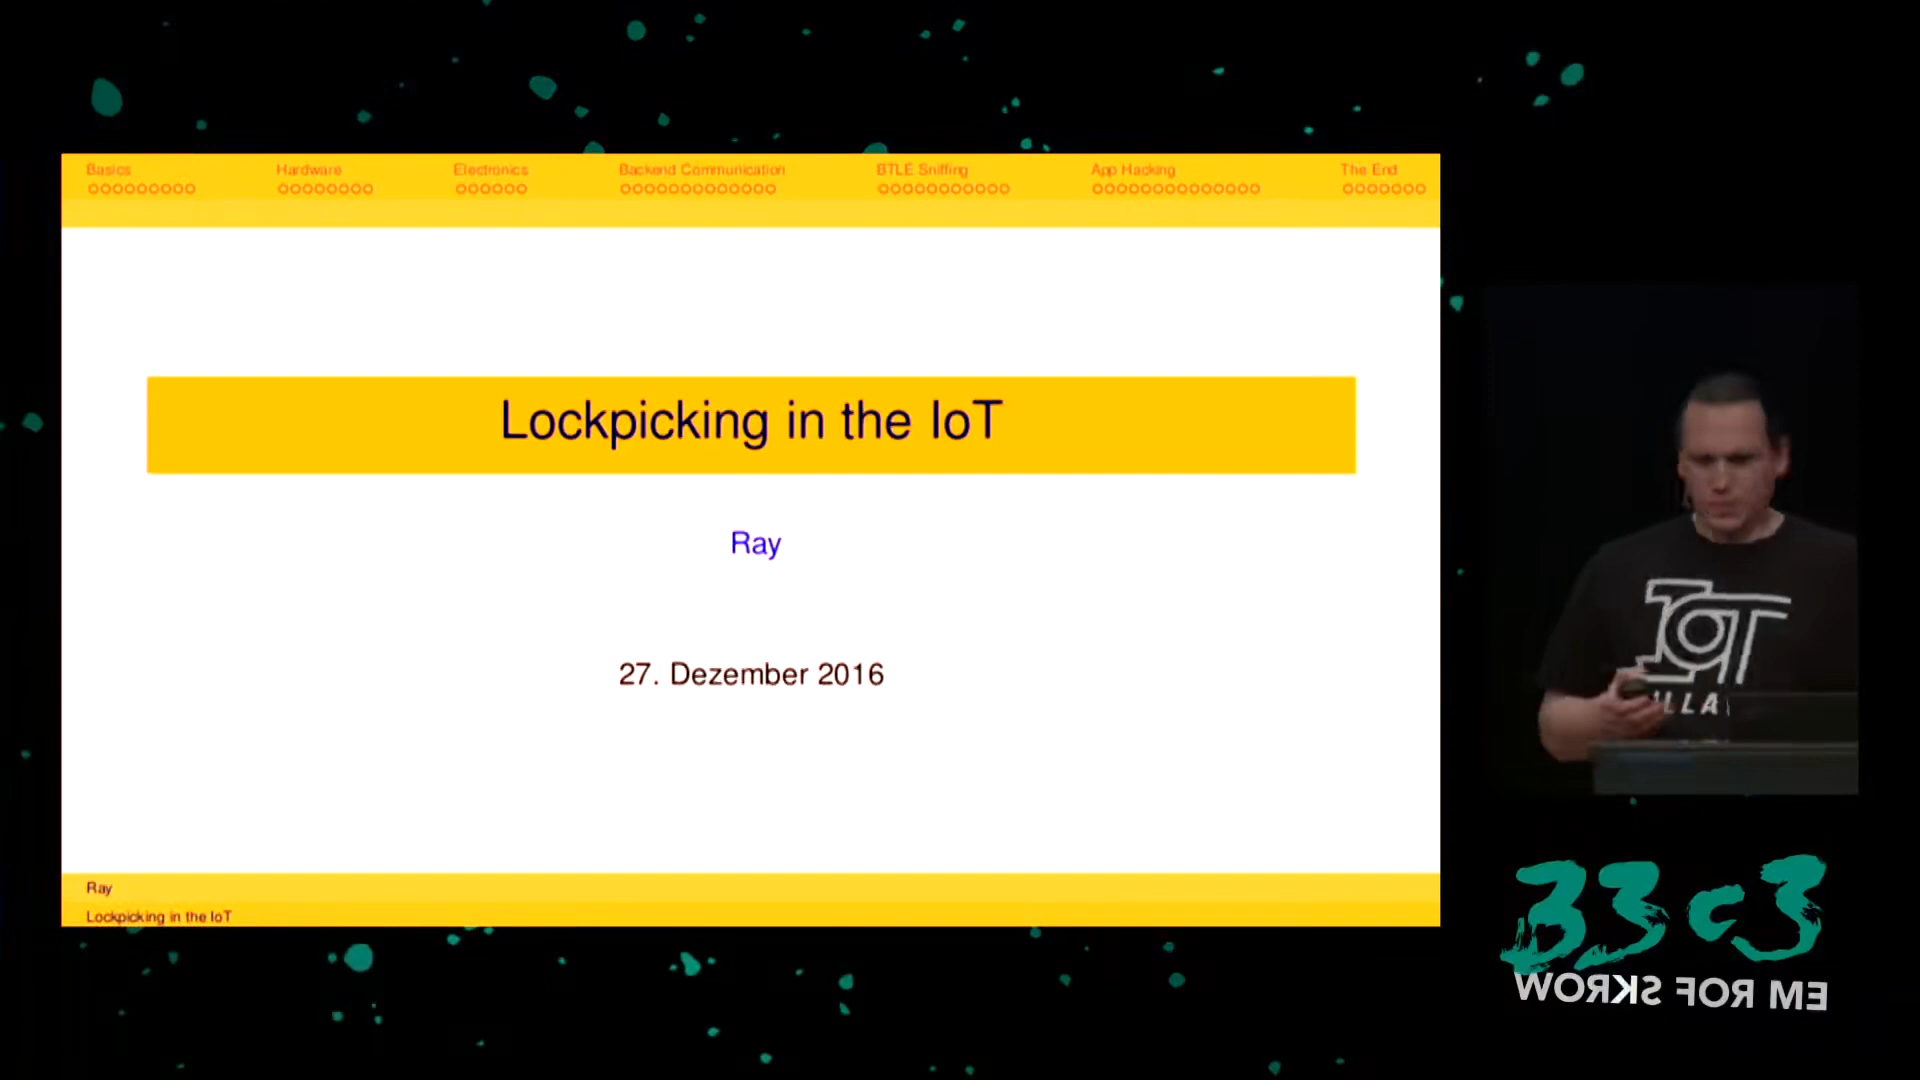 Basics Hardware Electronics Backend Communication BTLE Sniffing App Hacking The End
Lockpicking in the IoT
Ray
27. Dezember 2016
Ray
Lockpicking in the IoT
IoT
33c3
WORKS FOR ME